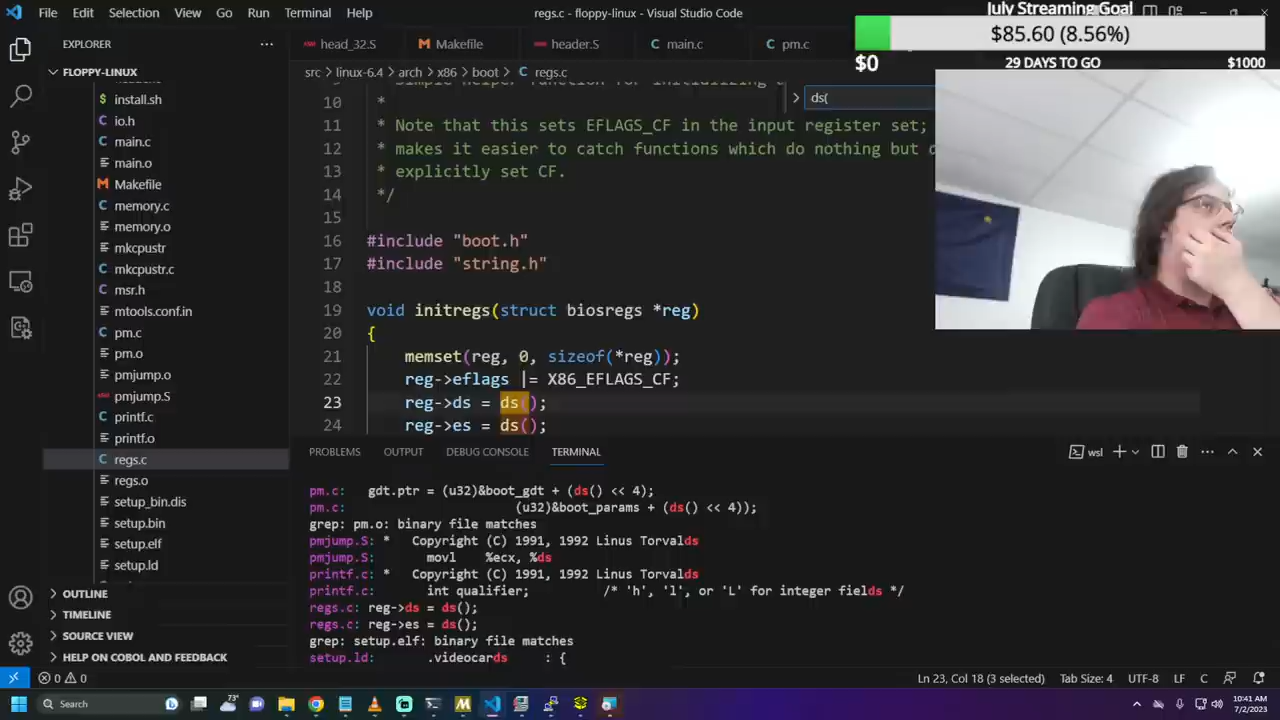 File Edit Selection View Go Run Terminal Help
regs.c - floppy-linux - Visual Studio Code
July Streaming Goal
$85.60 (8.56%)
$0 29 DAYS TO GO $1000
EXPLORER
head_32.S Makefile header.S main.c pm.c
FLOPPY-LINUX
install.sh
io.h
main.c
main.o
Makefile
memory.c
memory.o
mkcpustr
mkcpustr.c
msr.h
mtools.conf.in
pm.c
pm.o
pmjump.o
pmjump.S
printf.c
printf.o
regs.c
regs.o
setup_bin.dis
setup.bin
setup.elf
setup.ld
OUTLINE
TIMELINE
SOURCE VIEW
HELP ON COBOL AND FEEDBACK
src > linux-6.4 > arch > x86 > boot > regs.c
ds(
10 *
11 * Note that this sets EFLAGS_CF in the input register set;
12 * makes it easier to catch functions which do nothing but
13 * explicitly set CF.
14 */
15
16 #include "boot.h"
17 #include "string.h"
18
19 void initregs(struct biosregs *reg)
20 {
21 memset(reg, 0, sizeof(*reg));
22 reg->eflags |= X86_EFLAGS_CF;
23 reg->ds = ds();
24 reg->es = ds();
PROBLEMS OUTPUT DEBUG CONSOLE TERMINAL
wsl
pm.c: gdt.ptr = (u32)&boot_gdt + (ds() << 4);
pm.c: (u32)&boot_params + (ds() << 4));
grep: pm.o: binary file matches
pmjump.S: * Copyright (C) 1991, 1992 Linus Torvalds
pmjump.S: movl %ecx, %ds
printf.c: * Copyright (C) 1991, 1992 Linus Torvalds
printf.c: int qualifier; /* 'h', 'l', or 'L' for integer fields */
regs.c: reg->ds = ds();
regs.c: reg->es = ds();
grep: setup.elf: binary file matches
setup.ld: .videocards : {
0 0
Ln 23, Col 18 (3 selected) Tab Size: 4 UTF-8 LF C
Search
73°
10:41 AM
7/2/2023